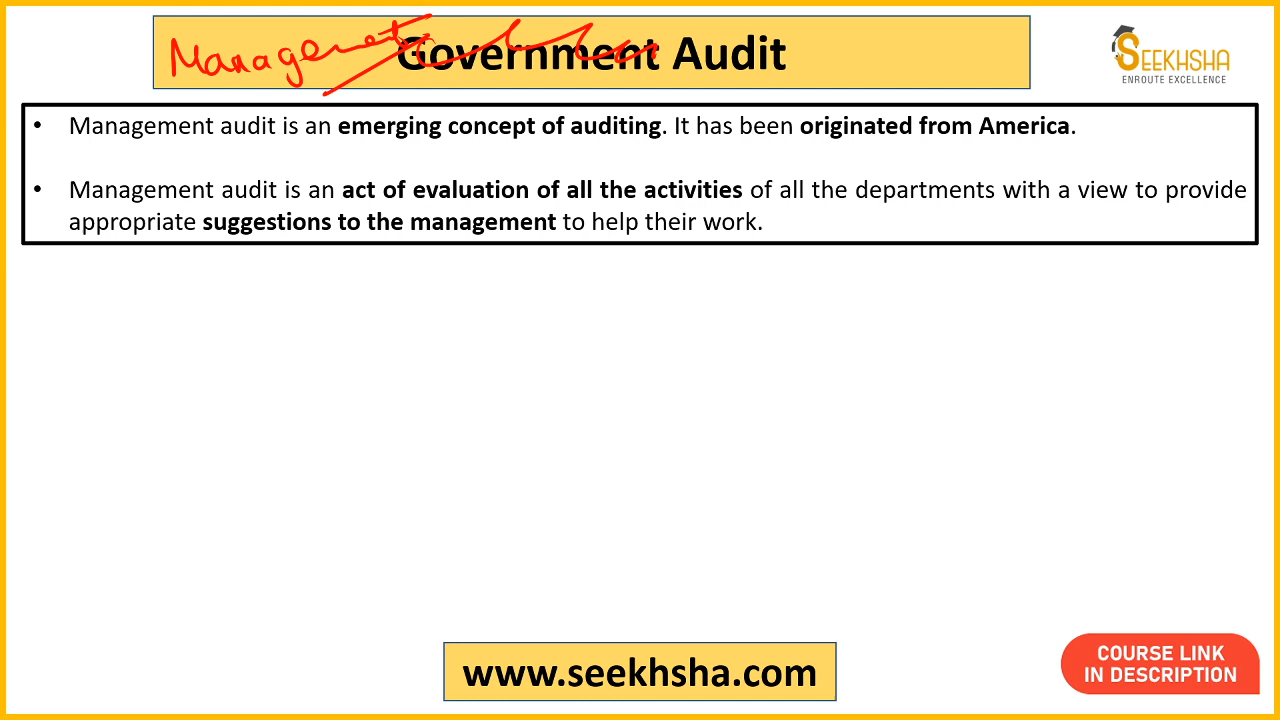 Management Government Audit
SEEKHSHA
ENROUTE EXCELLENCE
• Management audit is an emerging concept of auditing. It has been originated from America.
• Management audit is an act of evaluation of all the activities of all the departments with a view to provide
appropriate suggestions to the management to help their work.
www.seekhsha.com
COURSE LINK
IN DESCRIPTION